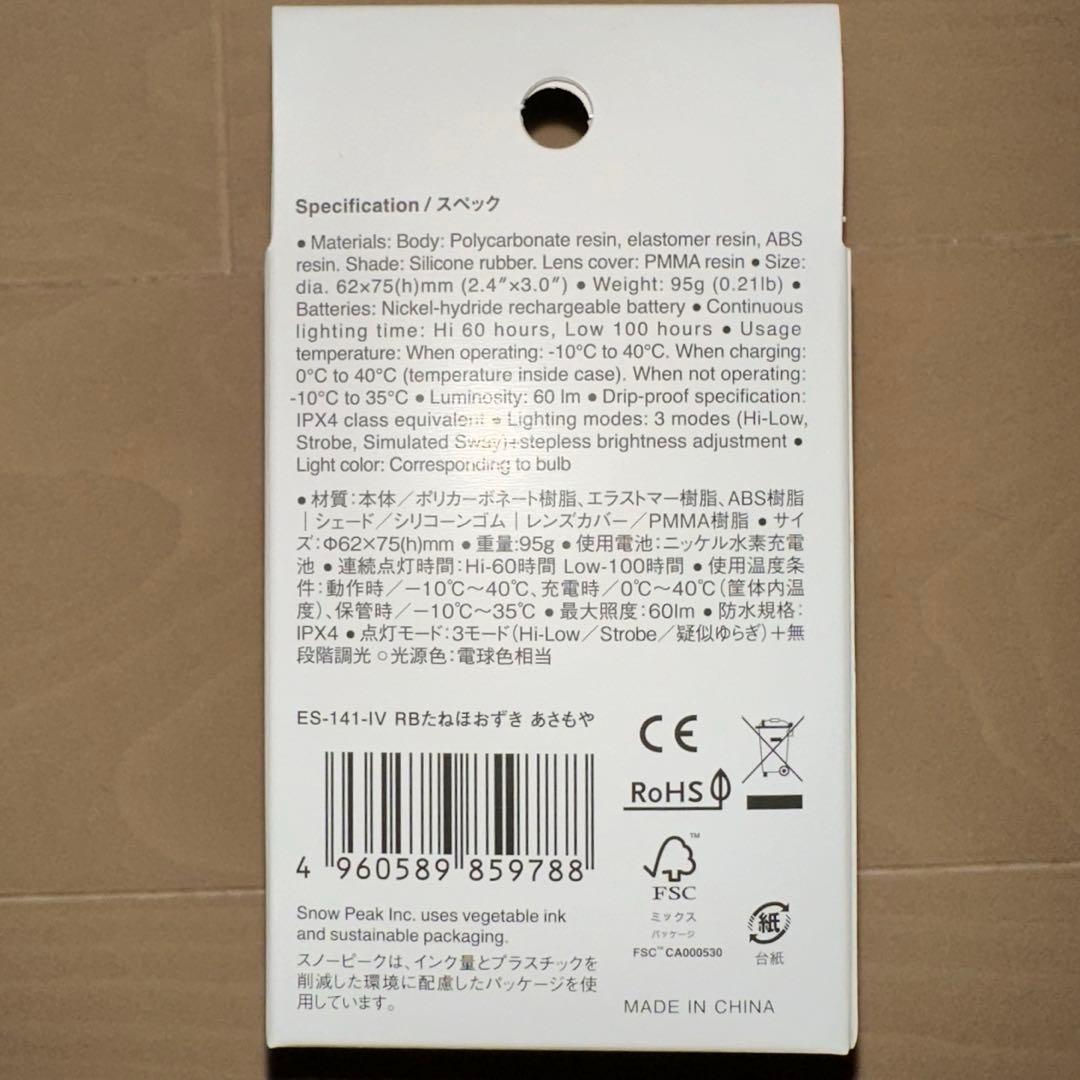 Specification / スペック
● Materials: Body: Polycarbonate resin, elastomer resin, ABS
resin. Shade: Silicone rubber. Lens cover: PMMA resin ● Size:
dia. 62×75(h)mm (2.4″×3.0″) ● Weight: 95g (0.21lb) ●
Batteries: Nickel-hydride rechargeable battery ● Continuous
lighting time: Hi 60 hours, Low 100 hours ● Usage
temperature: When operating: -10°C to 40°C. When charging:
0°C to 40°C (temperature inside case). When not operating:
-10°C to 35°C ● Luminosity: 60 lm ● Drip-proof specification:
IPX4 class equivalent ● Lighting modes: 3 modes (Hi-Low,
Strobe, Simulated Sway)+stepless brightness adjustment ●
Light color: Corresponding to bulb
● 材質:本体／ポリカーボネート樹脂、エラストマー樹脂、ABS樹脂
｜シェード／シリコーンゴム｜レンズカバー／PMMA樹脂 ● サイ
ズ:Φ62×75(h)mm ● 重量:95g ● 使用電池:ニッケル水素充電
池 ● 連続点灯時間:Hi-60時間 Low-100時間 ● 使用温度条
件:動作時／−10℃〜40℃、充電時／0℃〜40℃(筐体内温
度)、保管時／−10℃〜35℃ ● 最大照度:60lm ● 防水規格:
IPX4 ● 点灯モード:3モード(Hi-Low／Strobe／疑似ゆらぎ)＋無
段階調光 ○ 光源色:電球色相当
ES-141-IV RBたねほおずき あさもや
CE
RoHS
4 960589 859788
FSC™
ミックス
パッケージ
FSC™ CA000530
紙
台紙
Snow Peak Inc. uses vegetable ink
and sustainable packaging.
スノーピークは、インク量とプラスチックを
削減した環境に配慮したパッケージを使
用しています。
MADE IN CHINA